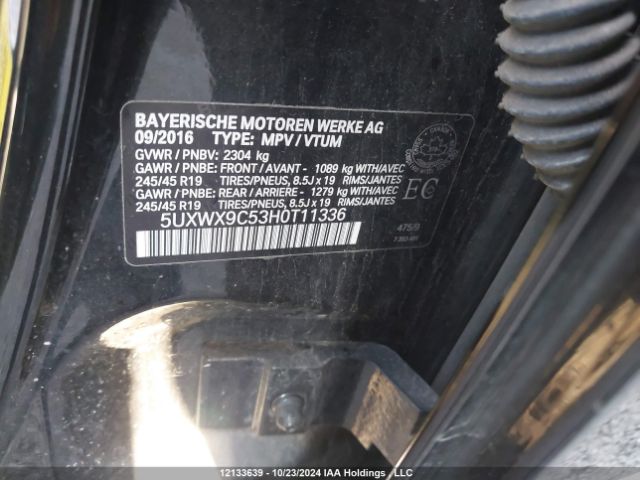 BAYERISCHE MOTOREN WERKE AG
09/2016 TYPE: MPV / VTUM
GVWR / PNBV: 2304 kg
GAWR / PNBE: FRONT / AVANT - 1089 kg WITH/AVEC
245/45 R19 TIRES/PNEUS, 8.5J x 19 RIMS/JANTES
GAWR / PNBE: REAR / ARRIERE - 1279 kg WITH/AVEC
245/45 R19 TIRES/PNEUS, 8.5J x 19 RIMS/JANTES
EC
5UXWX9C53H0T11336
475/9
12133639 - 10/23/2024 IAA Holdings, LLC